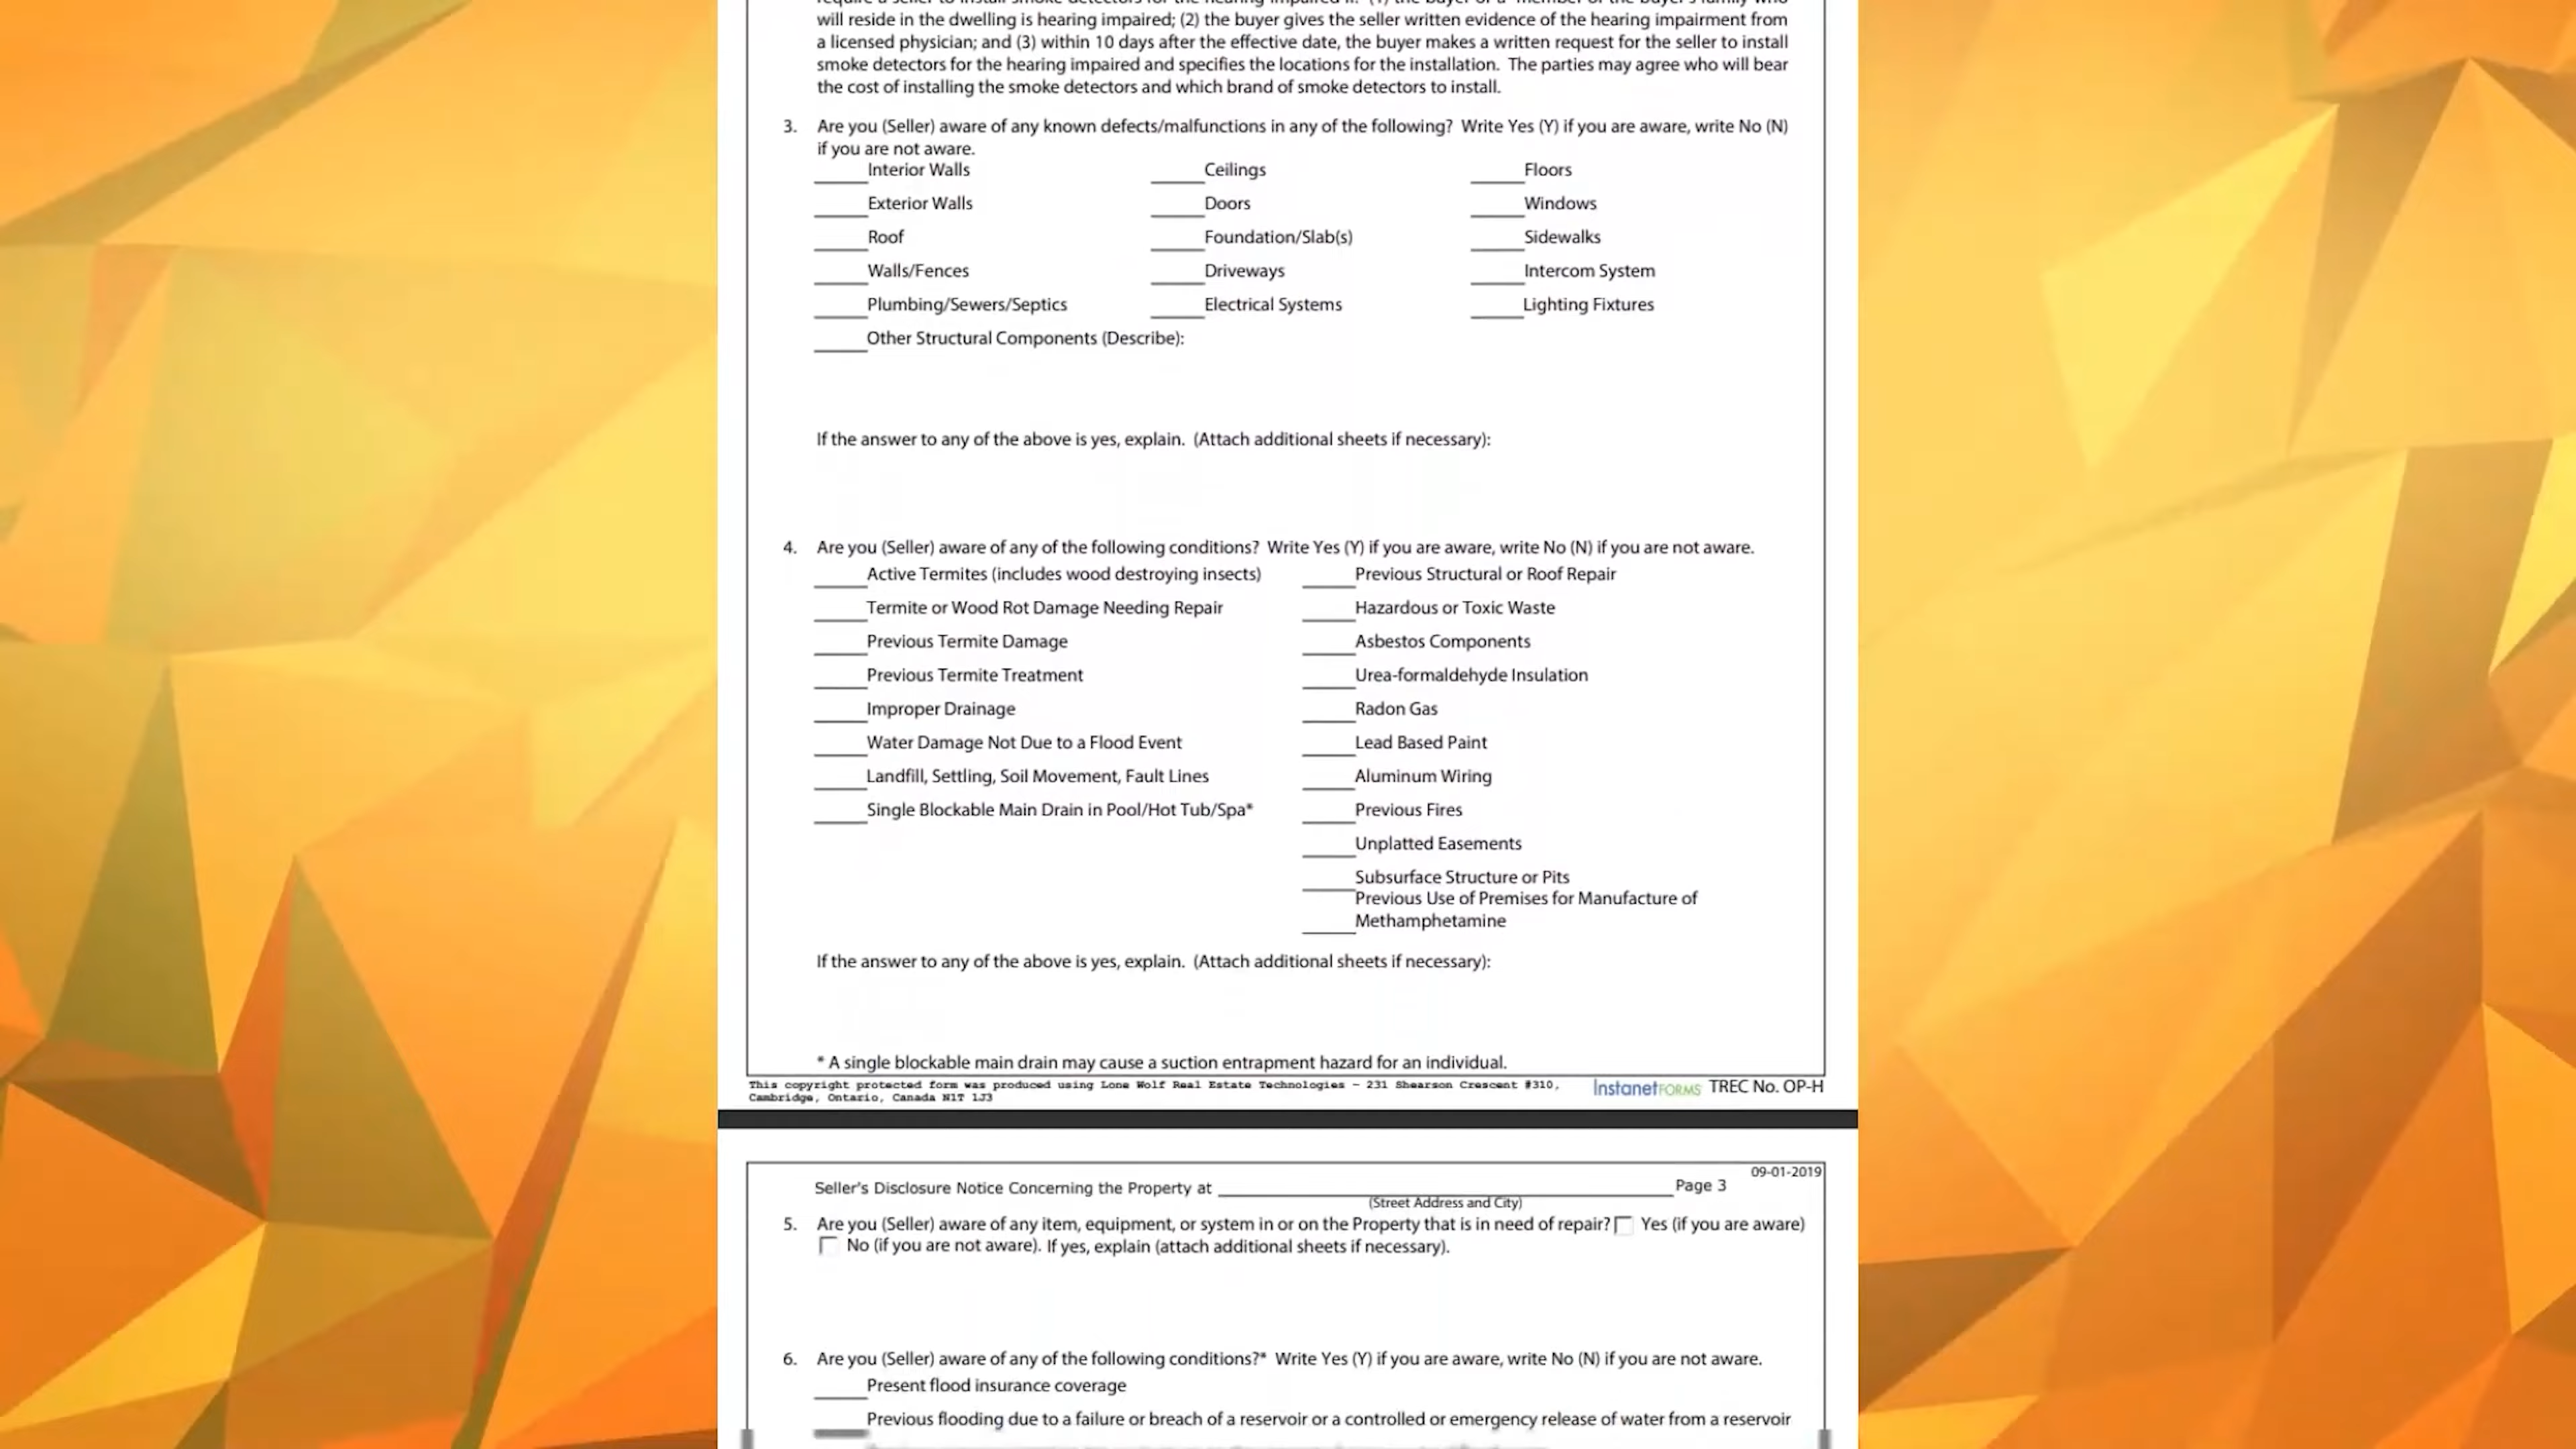 will reside in the dwelling is hearing impaired; (2) the buyer gives the seller written evidence of the hearing impairment from
a licensed physician; and (3) within 10 days after the effective date, the buyer makes a written request for the seller to install
smoke detectors for the hearing impaired and specifies the locations for the installation. The parties may agree who will bear
the cost of installing the smoke detectors and which brand of smoke detectors to install.
3. Are you (Seller) aware of any known defects/malfunctions in any of the following? Write Yes (Y) if you are aware, write No (N)
if you are not aware.
Interior Walls Ceilings Floors
Exterior Walls Doors Windows
Roof Foundation/Slab(s) Sidewalks
Walls/Fences Driveways Intercom System
Plumbing/Sewers/Septics Electrical Systems Lighting Fixtures
Other Structural Components (Describe):
If the answer to any of the above is yes, explain. (Attach additional sheets if necessary):
4. Are you (Seller) aware of any of the following conditions? Write Yes (Y) if you are aware, write No (N) if you are not aware.
Active Termites (includes wood destroying insects) Previous Structural or Roof Repair
Termite or Wood Rot Damage Needing Repair Hazardous or Toxic Waste
Previous Termite Damage Asbestos Components
Previous Termite Treatment Urea-formaldehyde Insulation
Improper Drainage Radon Gas
Water Damage Not Due to a Flood Event Lead Based Paint
Landfill, Settling, Soil Movement, Fault Lines Aluminum Wiring
Single Blockable Main Drain in Pool/Hot Tub/Spa* Previous Fires
Unplatted Easements
Subsurface Structure or Pits
Previous Use of Premises for Manufacture of
Methamphetamine
If the answer to any of the above is yes, explain. (Attach additional sheets if necessary):
* A single blockable main drain may cause a suction entrapment hazard for an individual.
This copyright protected form was produced using Lone Wolf Real Estate Technologies - 231 Shearson Crescent #310,
Cambridge, Ontario, Canada N1T 1J3
InstanetFORMS TREC No. OP-H
09-01-2019
Seller's Disclosure Notice Concerning the Property at Page 3
(Street Address and City)
5. Are you (Seller) aware of any item, equipment, or system in or on the Property that is in need of repair? Yes (if you are aware)
No (if you are not aware). If yes, explain (attach additional sheets if necessary).
6. Are you (Seller) aware of any of the following conditions?* Write Yes (Y) if you are aware, write No (N) if you are not aware.
Present flood insurance coverage
Previous flooding due to a failure or breach of a reservoir or a controlled or emergency release of water from a reservoir